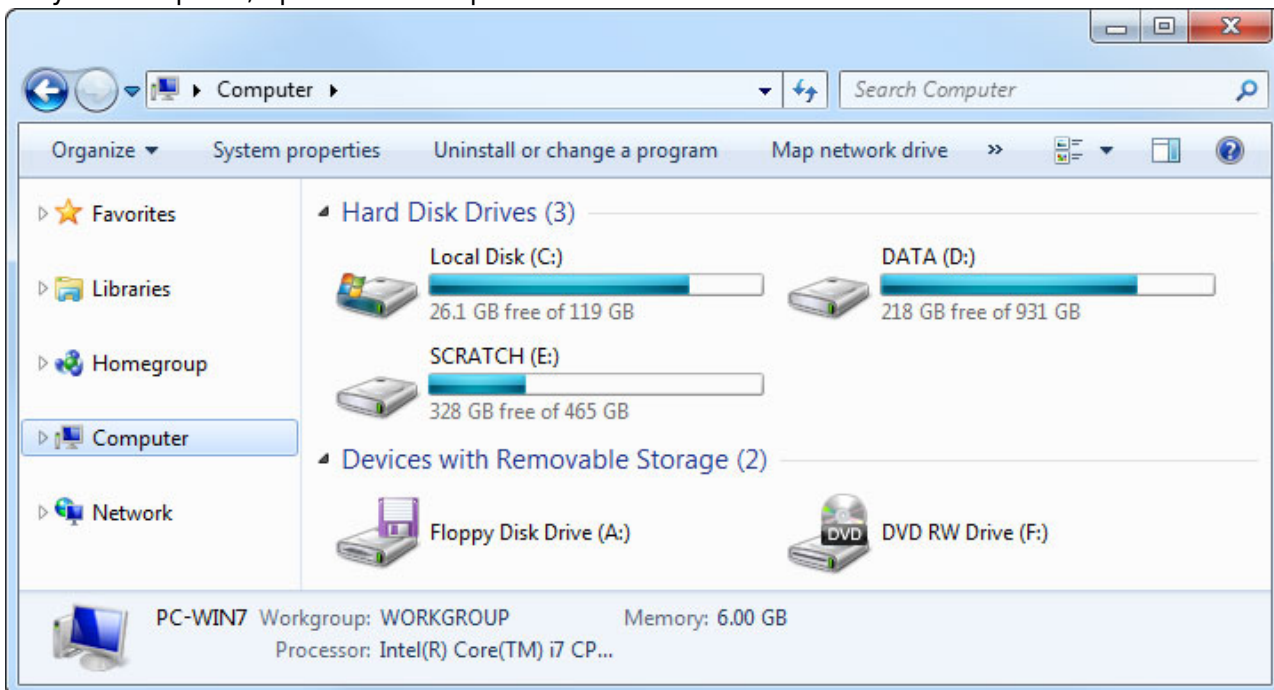 Computer
Search Computer
Organize
System properties
Uninstall or change a program
Map network drive
»
Favorites
Libraries
Homegroup
Computer
Network
Hard Disk Drives (3)
Local Disk (C:)
26.1 GB free of 119 GB
DATA (D:)
218 GB free of 931 GB
SCRATCH (E:)
328 GB free of 465 GB
Devices with Removable Storage (2)
Floppy Disk Drive (A:)
DVD
DVD RW Drive (F:)
PC-WIN7 Workgroup: WORKGROUP Memory: 6.00 GB
Processor: Intel(R) Core(TM) i7 CP...